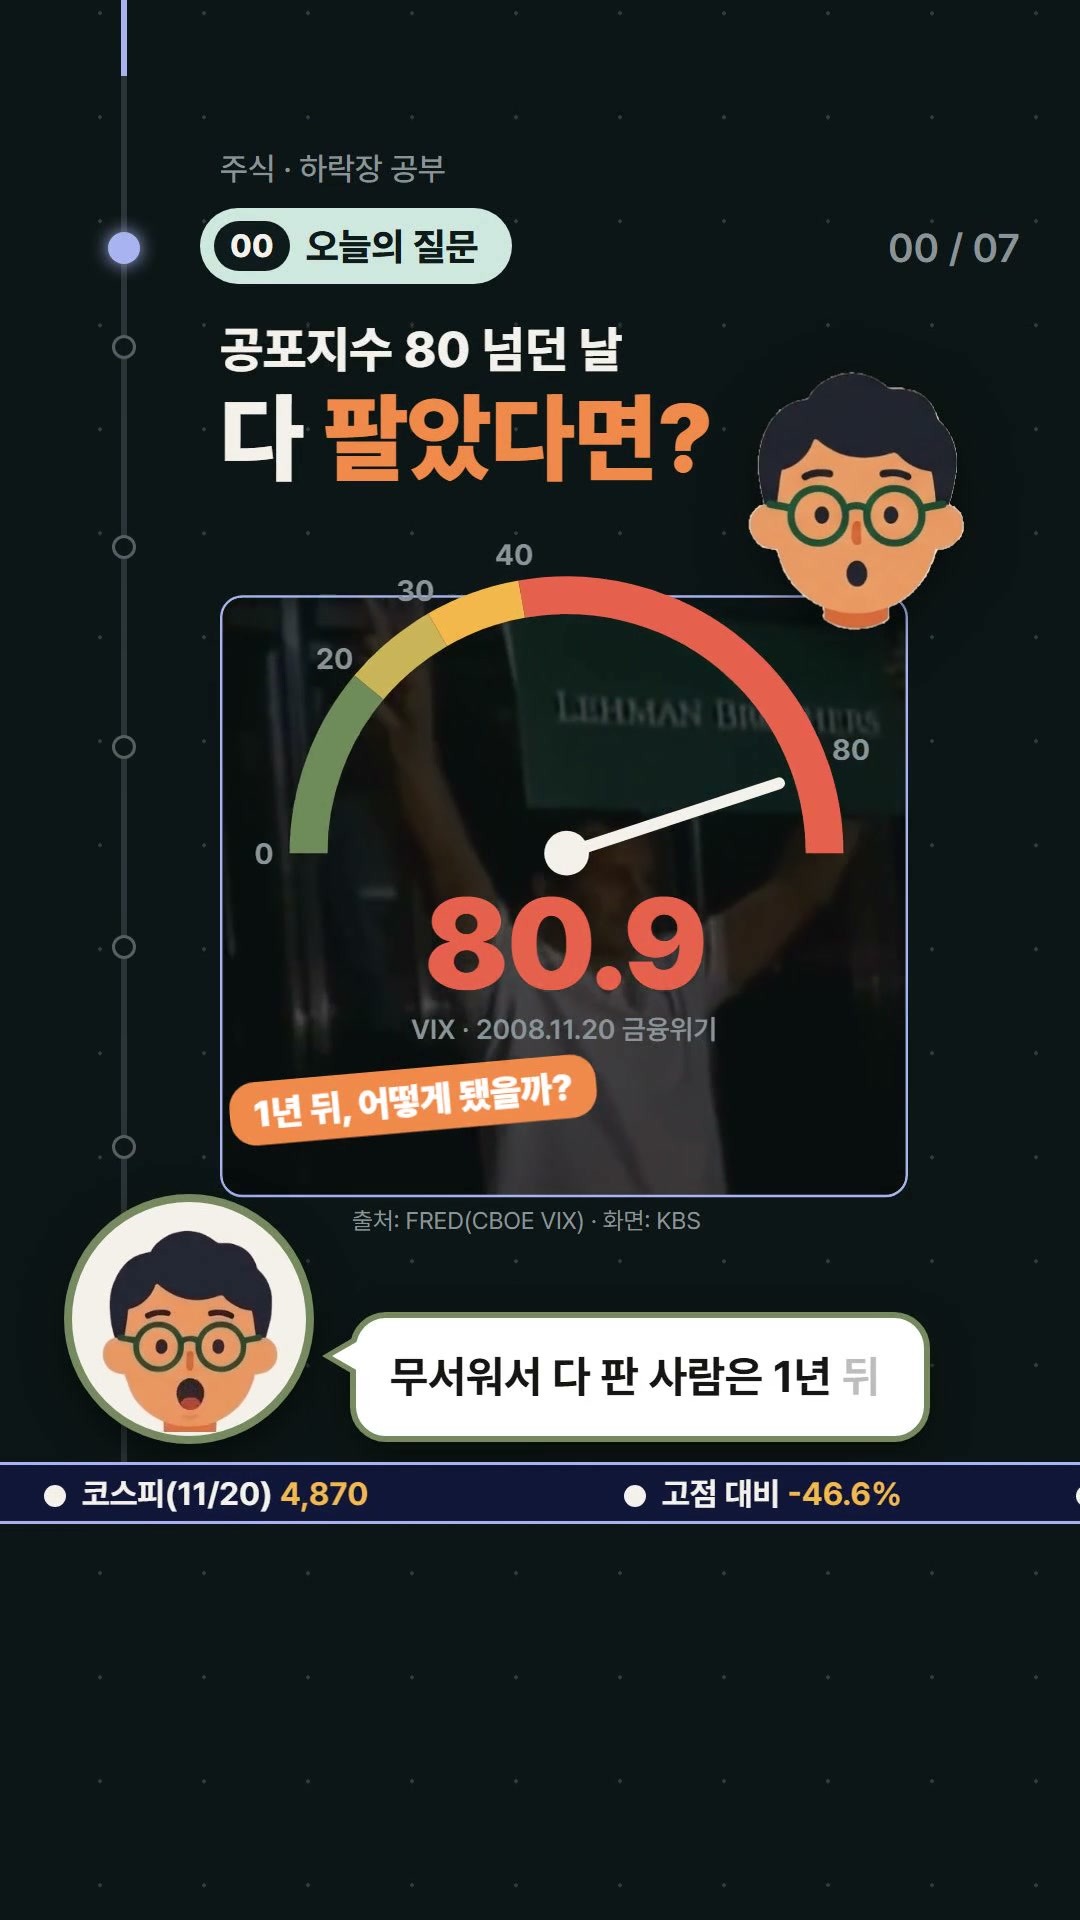 주식 · 하락장 공부
00 오늘의 질문
00 / 07
공포지수 80 넘던 날
다 팔았다면?
40
30
20
LEHMAN BROTHERS
80
0
80.9
VIX · 2008.11.20 금융위기
1년 뒤, 어떻게 됐을까?
출처: FRED(CBOE VIX) · 화면: KBS
무서워서 다 판 사람은 1년 뒤
코스피(11/20) 4,870
고점 대비 -46.6%